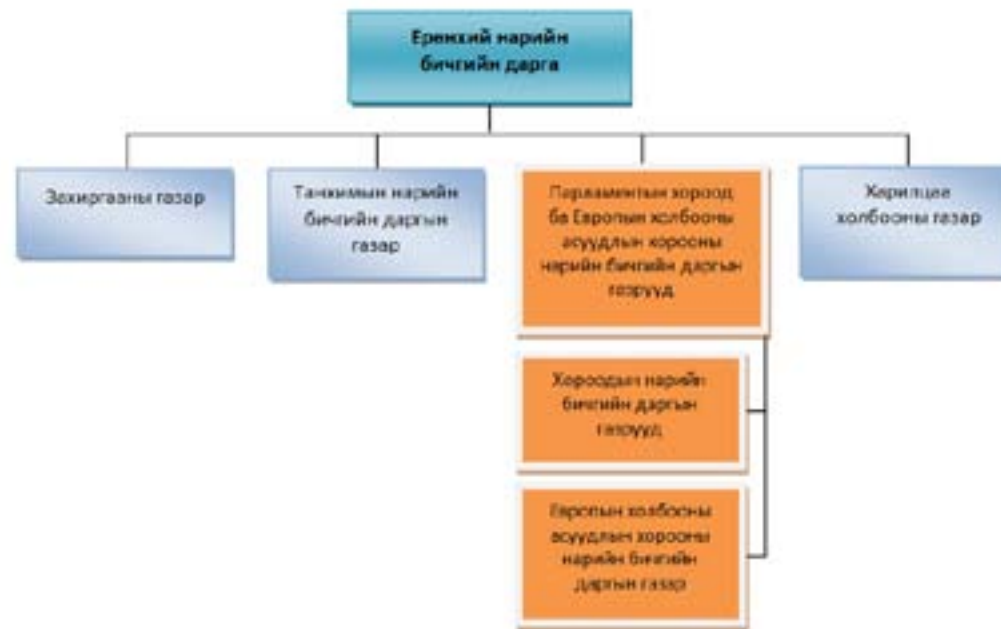 Ерөнхий нарийн
бичгийн дарга
Захиргааны газар
Танхимын нарийн
бичгийн даргын
газар
Парламентын хороод
ба Европын холбооны
асуудлын хорооны
нарийн бичгийн даргын
газрууд
Харилцаа
холбооны газар
Хороодын нарийн
бичгийн даргын
газрууд
Европын холбооны
асуудлын хорооны
нарийн бичгийн
даргын газар